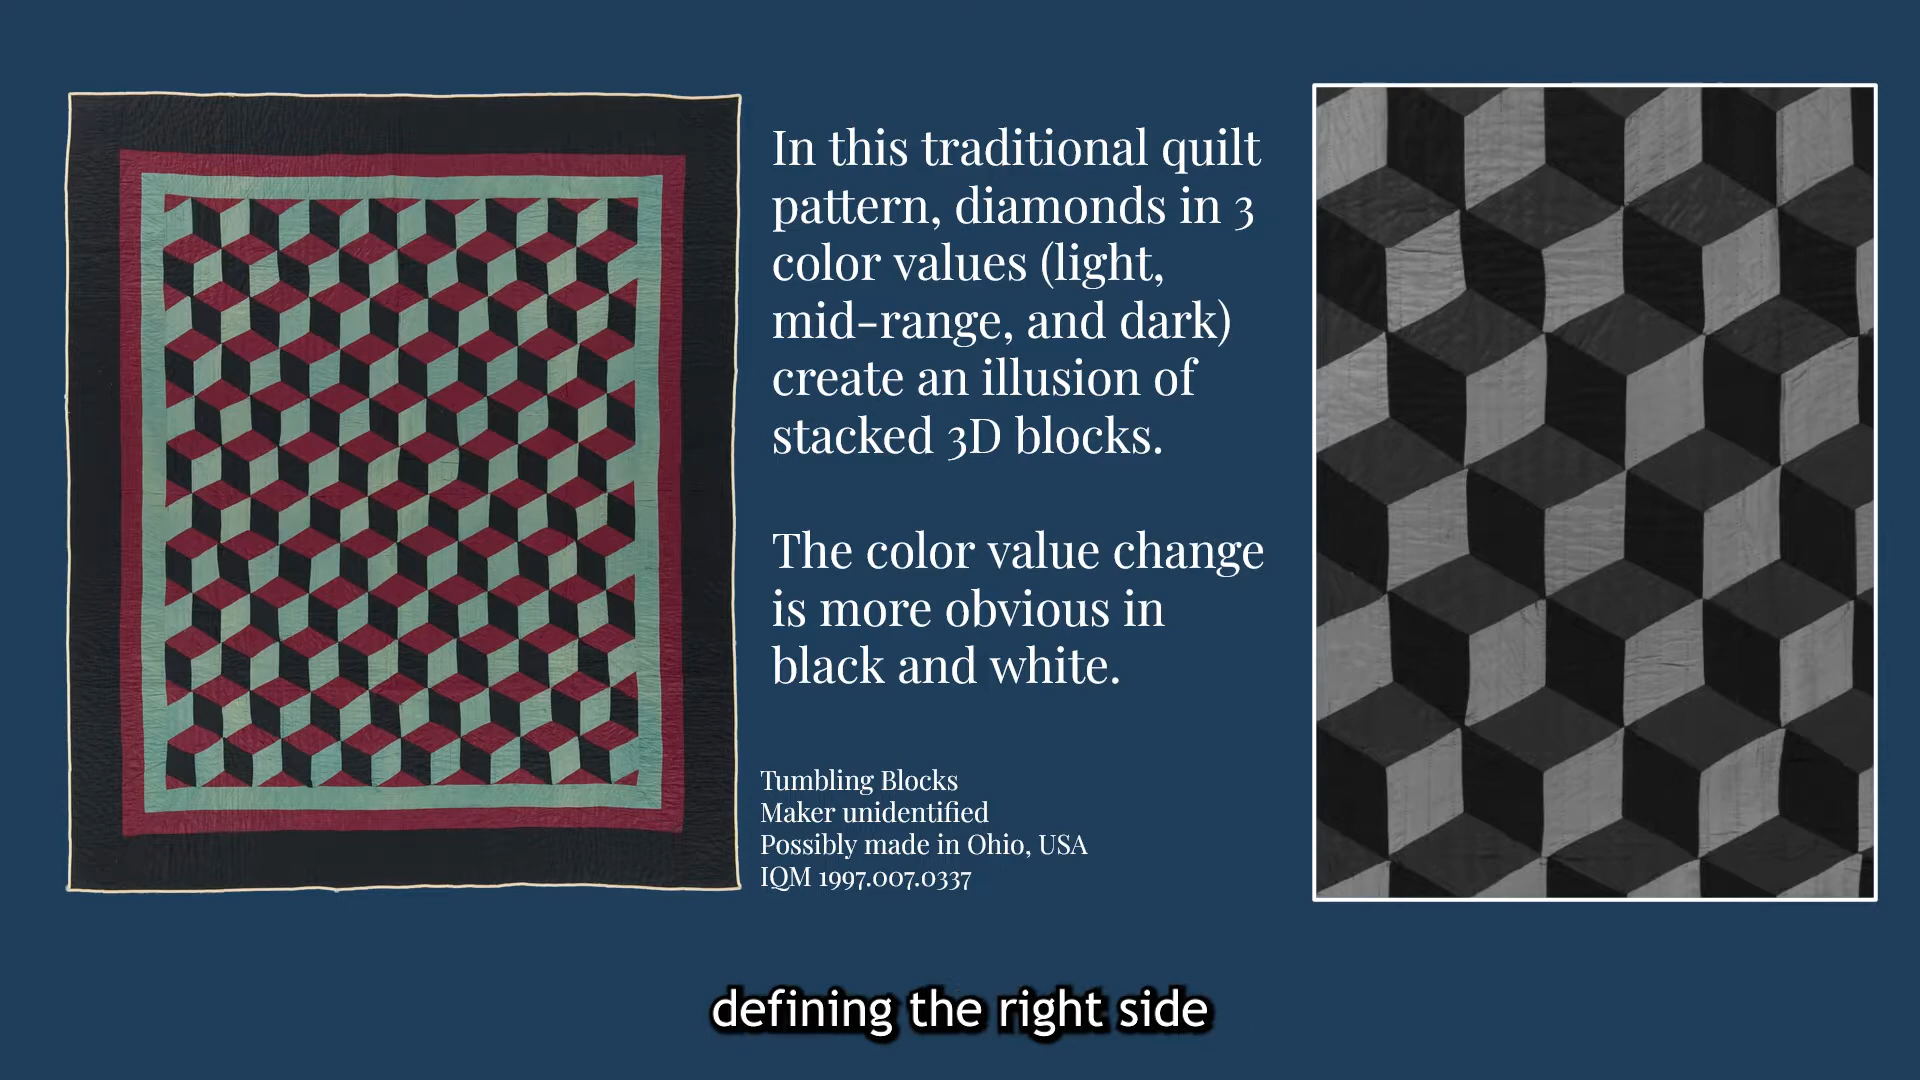 In this traditional quilt
pattern, diamonds in 3
color values (light,
mid-range, and dark)
create an illusion of
stacked 3D blocks.
The color value change
is more obvious in
black and white.
Tumbling Blocks
Maker unidentified
Possibly made in Ohio, USA
IQM 1997.007.0337
defining the right side